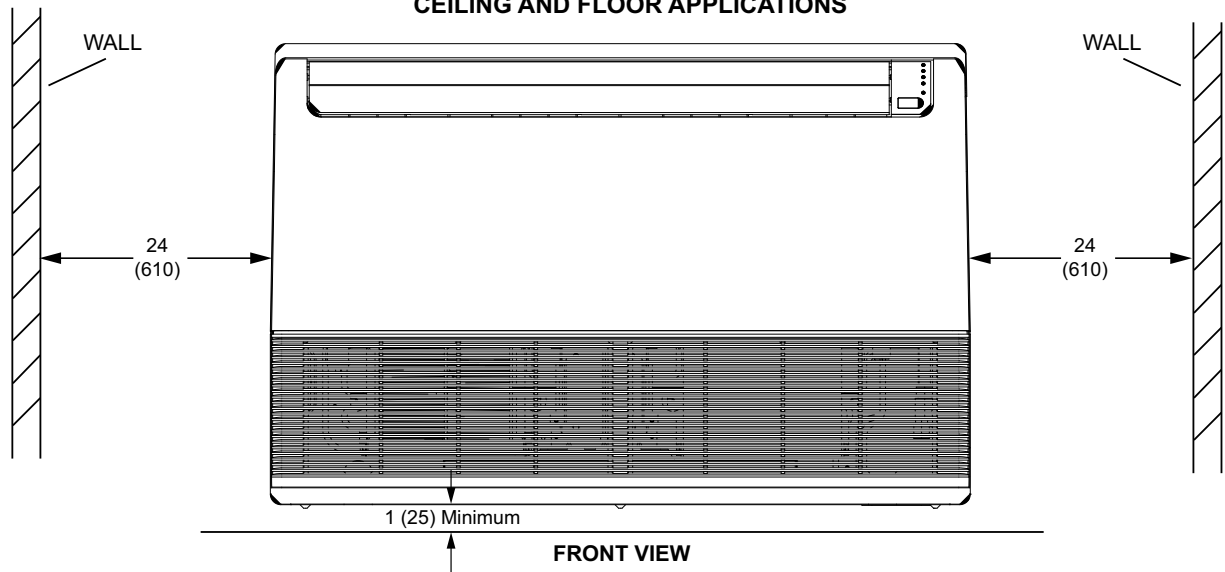 CEILING AND FLOOR APPLICATIONS
WALL
WALL
24
(610)
24
(610)
1 (25) Minimum
FRONT VIEW